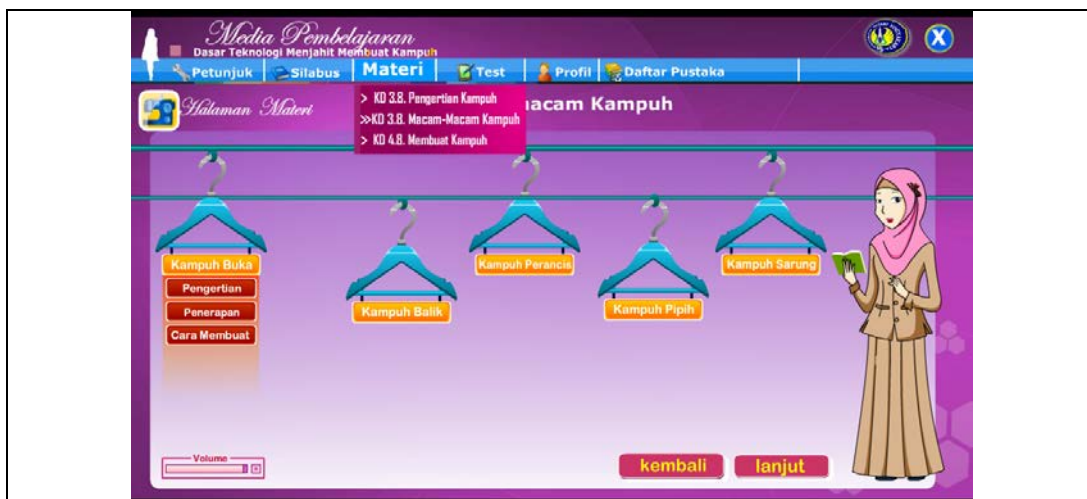 Media Pembelajaran
Dasar Teknologi Menjahit Membuat Kampuh
X
Petunjuk Silabus Materi Test Profil Daftar Pustaka
Halaman Materi
acam Kampuh
> KD 3.8. Pengertian Kampuh
>>KD 3.8. Macam-Macam Kampuh
> KD 4.8. Membuat Kampuh
Kampuh Buka
Kampuh Perancis
Kampuh Sarung
Pengertian
Penerapan
Cara Membuat
Kampuh Balik
Kampuh Pipih
Volume
kembali
lanjut